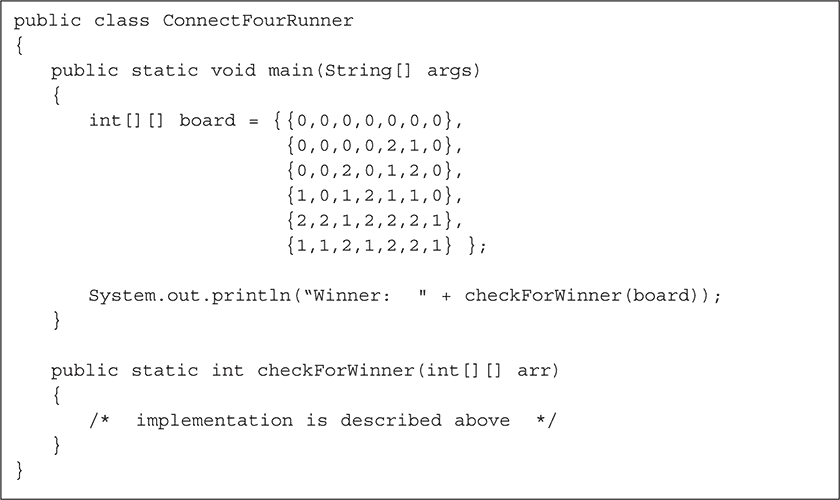 public class ConnectFourRunner
{
public static void main(String[] args)
{
int[][] board = {{0,0,0,0,0,0,0},
{0,0,0,0,2,1,0},
{0,0,2,0,1,2,0},
{1,0,1,2,1,1,0},
{2,2,1,2,2,2,1},
{1,1,2,1,2,2,1} };
System.out.println(“Winner:  " + checkForWinner(board));
}
public static int checkForWinner(int[][] arr)
{
/*  implementation is described above  */
}
}